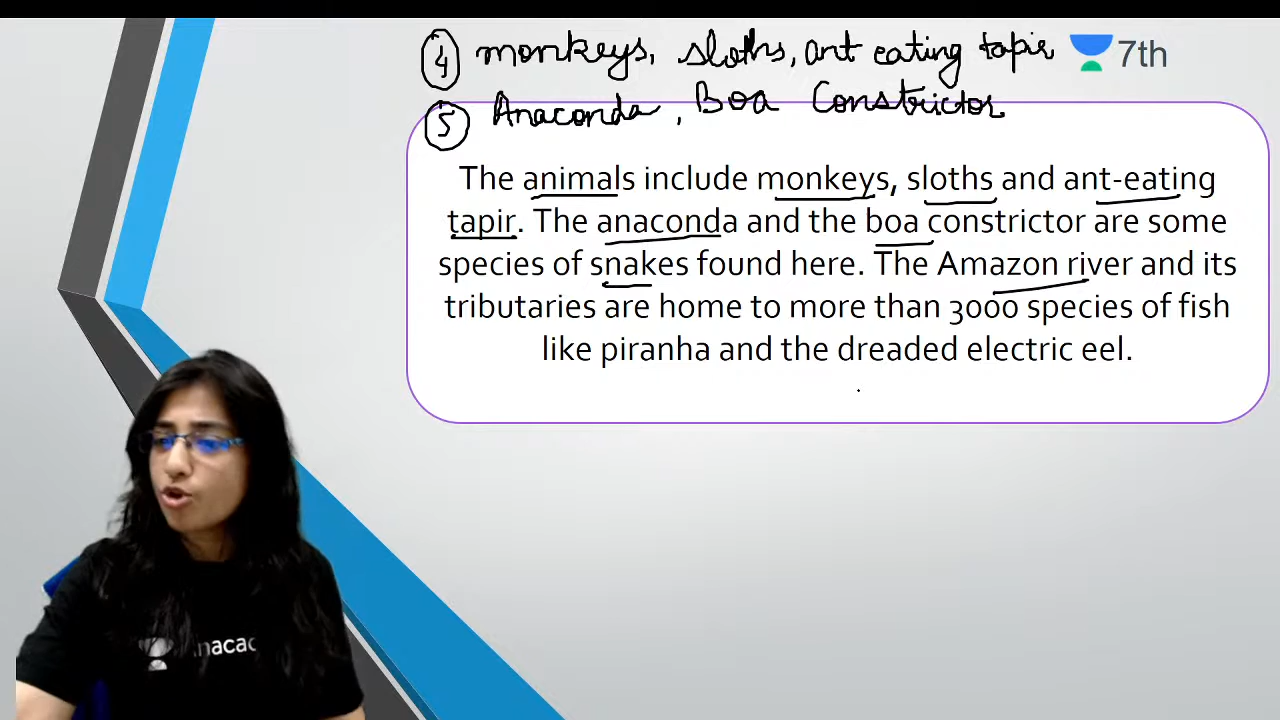 ④ monkeys, sloths, ant eating tapir
7th
⑤ Anaconda, Boa Constrictor
The animals include monkeys, sloths and ant-eating
tapir. The anaconda and the boa constrictor are some
species of snakes found here. The Amazon river and its
tributaries are home to more than 3000 species of fish
like piranha and the dreaded electric eel.